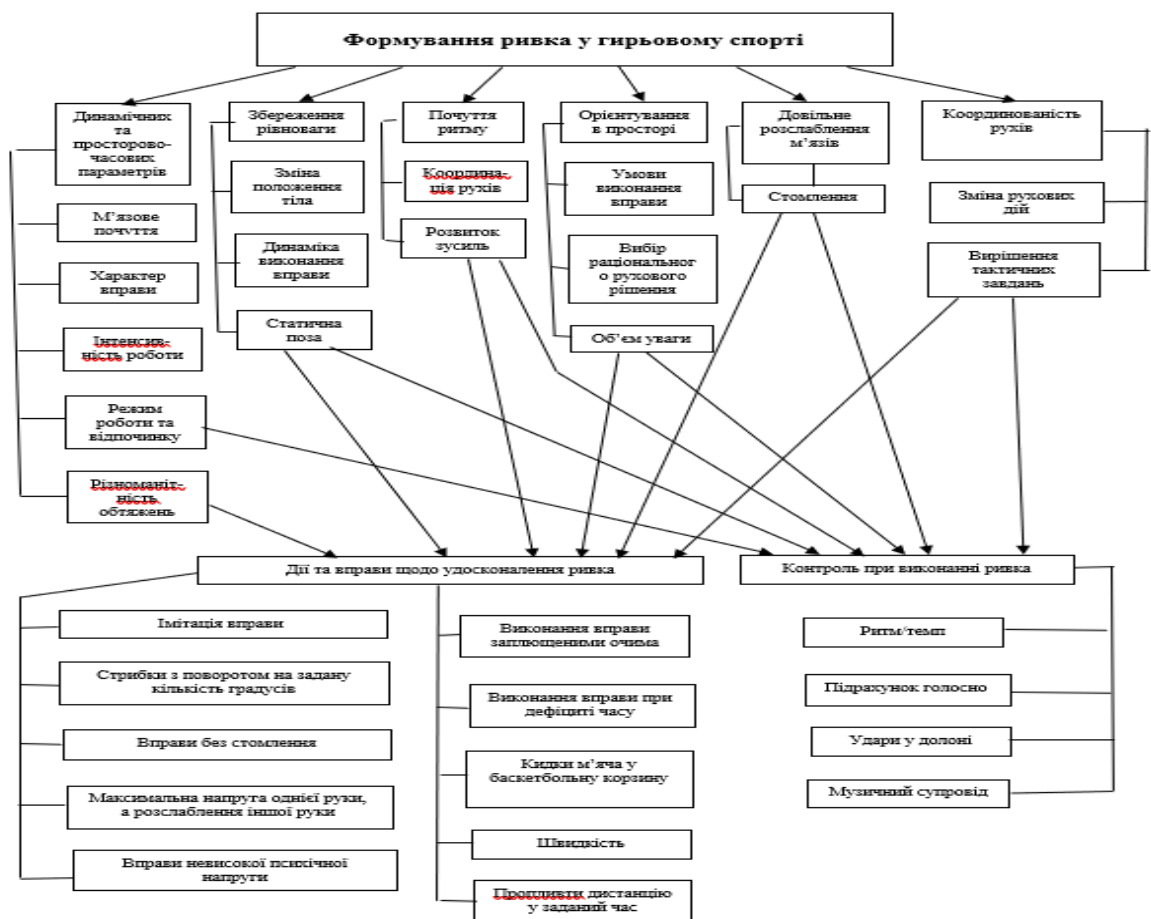 Формування ривка у гирьовому спорті
Динамічних
та
просторово-
часових
параметрів
М’язове
почуття
Характер
вправи
Інтенсив-
ність роботи
Режим
роботи та
відпочинку
Різноманіт-
ність
обтяжень
Збереження
рівноваги
Зміна
положення
тіла
Динаміка
виконання
вправи
Статична
поза
Почуття
ритму
Координа-
ція рухів
Розвиток
зусиль
Орієнтування
в просторі
Умови
виконання
вправи
Вибір
раціональног
о рухового
рішення
Об’єм уваги
Довільне
розслаблення
м’язів
Стомлення
Координованість
рухів
Зміна рухових
дій
Вирішення
тактичних
завдань
Дії та вправи щодо удосконалення ривка
Імітація вправи
Стрибки з поворотом на задану
кількість градусів
Вправи без стомлення
Максимальна напруга однієї руки,
а розслаблення іншої руки
Вправи невисокої психічної
напруги
Виконання вправи
заплющеними очима
Виконання вправи при
дефіциті часу
Кидки м’яча у
баскетбольну корзину
Швидкість
Пропливти дистанцію
у заданий час
Контроль при виконанні ривка
Ритм/темп
Підрахунок голосно
Удари у долоні
Музичний супровід